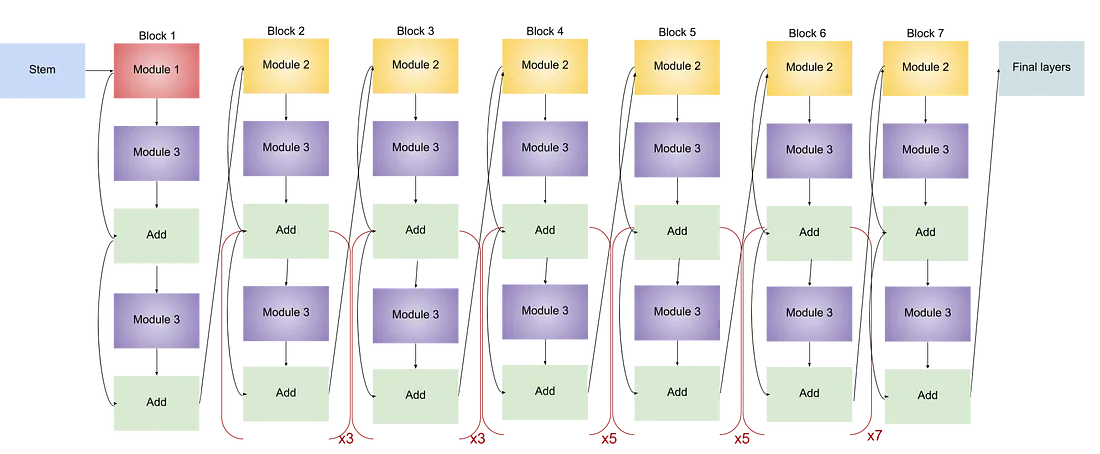 Stem
Block 1
Module 1
Module 3
Add
Module 3
Add
Block 2
Module 2
Module 3
Add
Module 3
Add
x3
Block 3
Module 2
Module 3
Add
Module 3
Add
x3
Block 4
Module 2
Module 3
Add
Module 3
Add
x5
Block 5
Module 2
Module 3
Add
Module 3
Add
x5
Block 6
Module 2
Module 3
Add
Module 3
Add
x7
Block 7
Module 2
Module 3
Add
Module 3
Add
Final layers